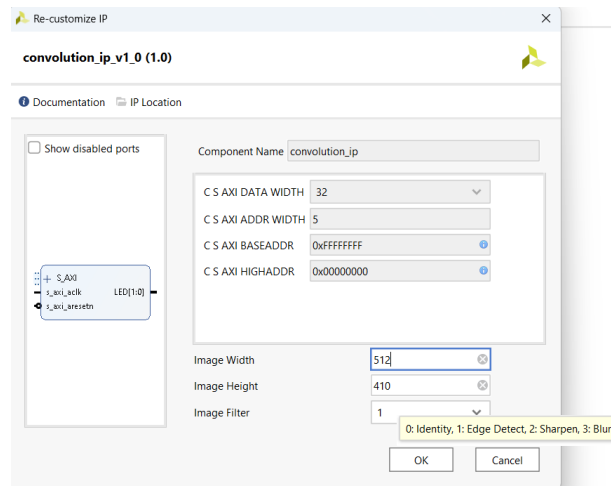 Re-customize IP
convolution_ip_v1_0 (1.0)
Documentation IP Location
Show disabled ports
Component Name convolution_ip
C S AXI DATA WIDTH 32
C S AXI ADDR WIDTH 5
C S AXI BASEADDR 0xFFFFFFFF
C S AXI HIGHADDR 0x00000000
S_AXI
s_axi_aclk LED[1:0]
s_axi_aresetn
Image Width 512
Image Height 410
Image Filter 1
0: Identity, 1: Edge Detect, 2: Sharpen, 3: Blur
OK Cancel